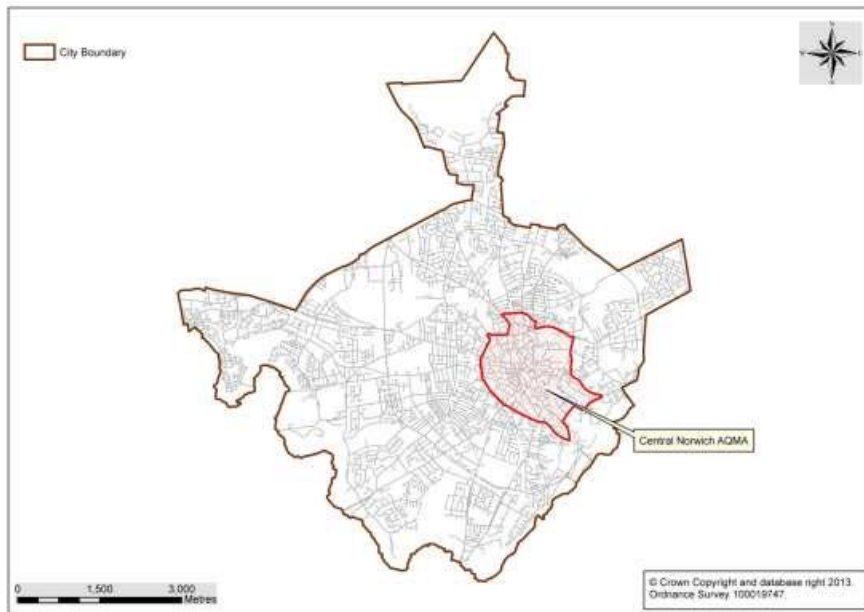 City Boundary
N
W
E
S
Central Norwich AQMA
0
1,500
3,000
Metres
© Crown Copyright and database right 2013.
Ordnance Survey 100019747.